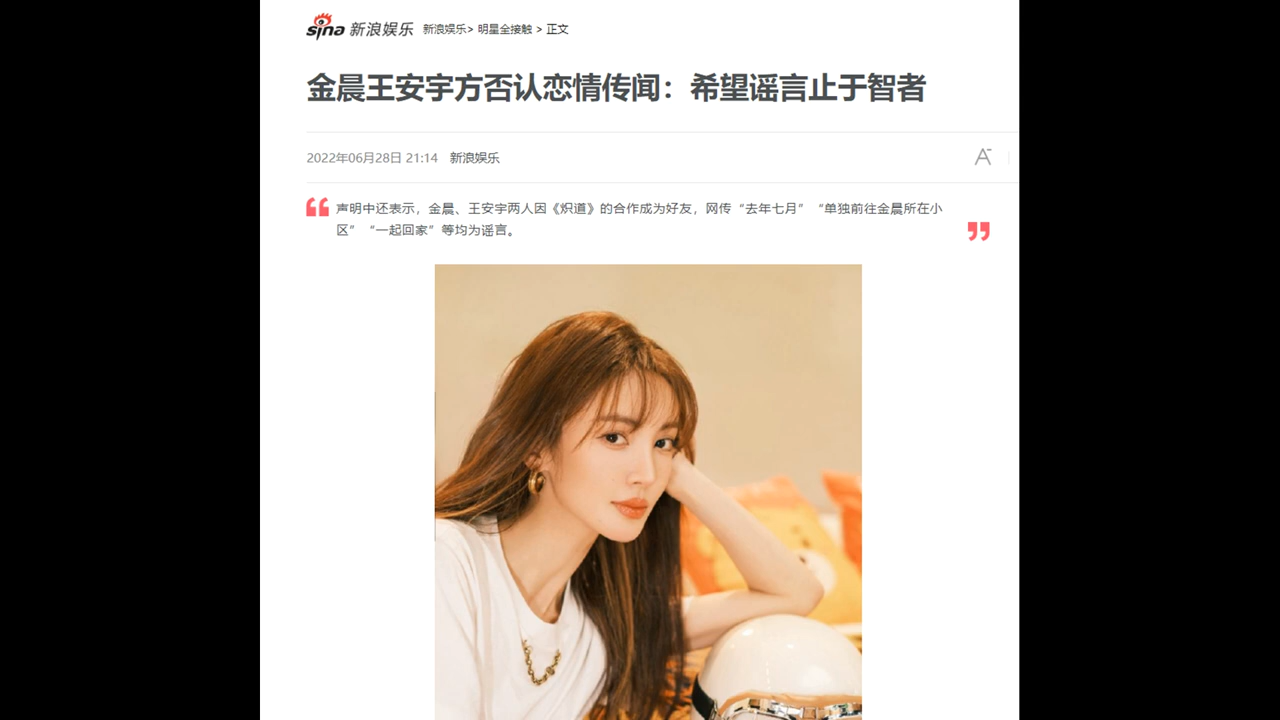 sina 新浪娱乐 新浪娱乐> 明星全接触 > 正文
金晨王安宇方否认恋情传闻：希望谣言止于智者
2022年06月28日 21:14 新浪娱乐 A-
声明中还表示，金晨、王安宇两人因《炽道》的合作成为好友，网传“去年七月”“单独前往金晨所在小
区”“一起回家”等均为谣言。